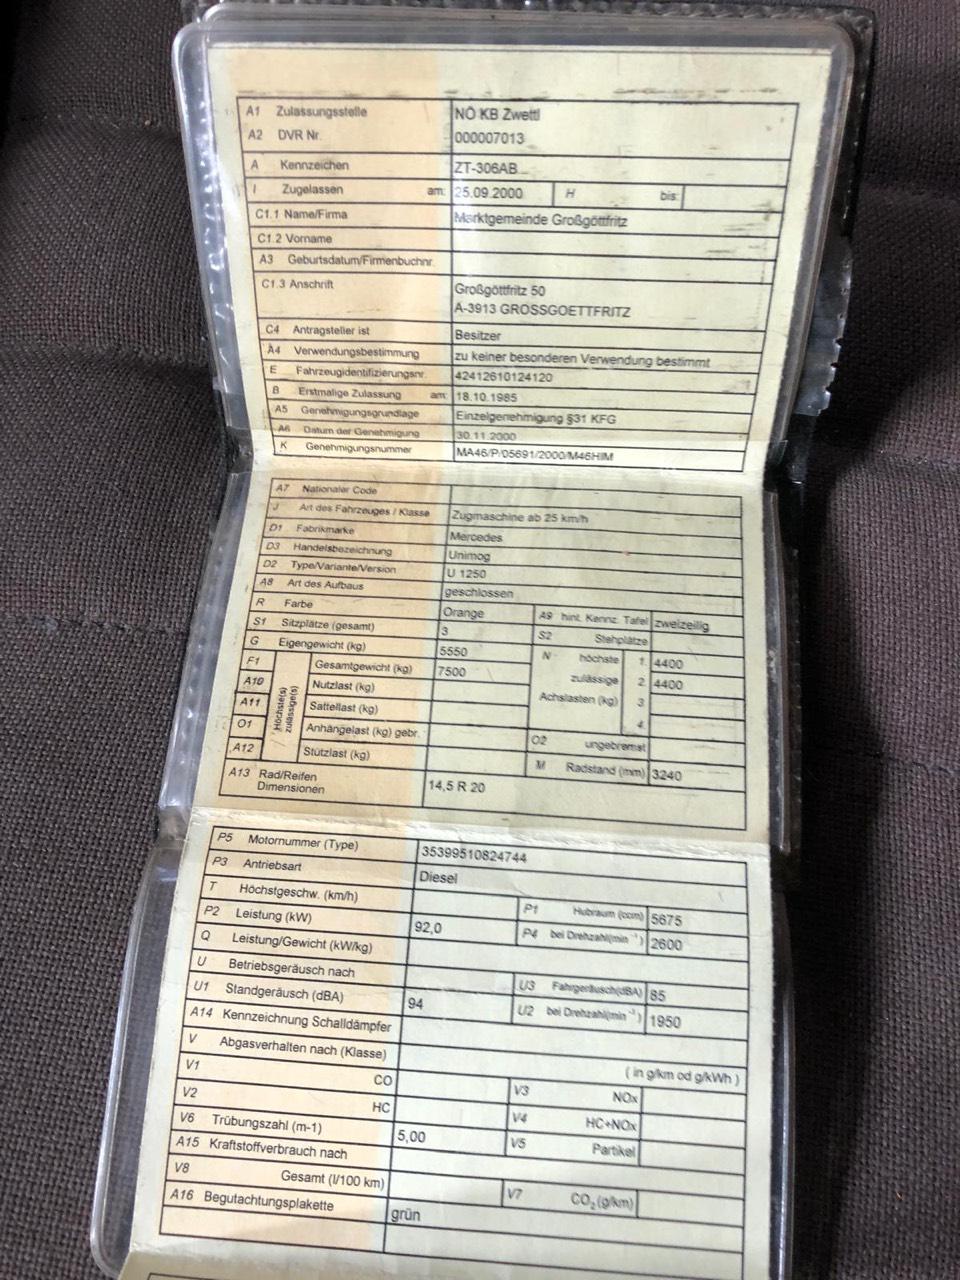 A1 Zulassungsstelle NÖ KB Zwettl
A2 DVR Nr. 000007013
A Kennzeichen ZT-306AB
I Zugelassen am: 25.09.2000 H bis:
C1.1 Name/Firma Marktgemeinde Großgöttfritz
C1.2 Vorname
A3 Geburtsdatum/Firmenbuchnr.
C1.3 Anschrift Großgöttfritz 50
A-3913 GROSSGOETTFRITZ
C4 Antragsteller ist Besitzer
A4 Verwendungsbestimmung zu keiner besonderen Verwendung bestimmt
E Fahrzeugidentifizierungsnr. 42412610124120
B Erstmalige Zulassung am: 18.10.1985
A5 Genehmigungsgrundlage Einzelgenehmigung §31 KFG
A6 Datum der Genehmigung 30.11.2000
K Genehmigungsnummer MA46/P/05691/2000/M46HIM
A7 Nationaler Code
J Art des Fahrzeuges / Klasse Zugmaschine ab 25 km/h
D1 Fabrikmarke Mercedes
D3 Handelsbezeichnung Unimog
D2 Type/Variante/Version U 1250
A8 Art des Aufbaus geschlossen
R Farbe Orange A9 hint. Kennz. Tafel zweizeilig
S1 Sitzplätze (gesamt) 3 S2 Stehplätze
G Eigengewicht (kg) 5550 N höchste 1. 4400
F1 Höchste(s) zulässige(s) Gesamtgewicht (kg) 7500 zulässige 2. 4400
A10 Nutzlast (kg) Achslasten (kg) 3
A11 Sattellast (kg) 4.
O1 Anhängelast (kg) gebr. O2 ungebremst
A12 Stützlast (kg) M Radstand (mm) 3240
A13 Rad/Reifen 14,5 R 20
Dimensionen
P5 Motornummer (Type) 35399510824744
P3 Antriebsart Diesel
T Höchstgeschw. (km/h) P1 Hubraum (ccm) 5675
P2 Leistung (kW) 92,0 P4 bei Drehzahl(min⁻¹) 2600
Q Leistung/Gewicht (kW/kg)
U Betriebsgeräusch nach U3 Fahrgeräusch(dBA) 85
U1 Standgeräusch (dBA) 94 U2 bei Drehzahl(min⁻¹) 1950
A14 Kennzeichnung Schalldämpfer
V Abgasverhalten nach (Klasse) ( in g/km od g/kWh )
V1 CO V3 NOx
V2 HC V4 HC+NOx
V6 Trübungszahl (m-1) 5,00 V5 Partikel
A15 Kraftstoffverbrauch nach
V8 Gesamt (l/100 km) V7 CO₂(g/km)
A16 Begutachtungsplakette grün